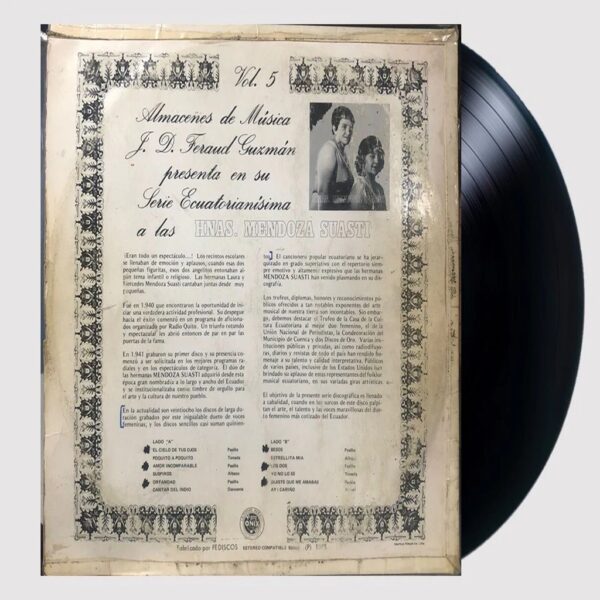 Vol. 5
Almacenes de Música
J. D. Feraud Guzmán
presenta en su
Serie Ecuatorianísima
a las HNAS. MENDOZA SUASTI
¡Eran todo un espectáculo...! Los recintos escolares
se llenaban de emoción y aplausos, cuando esas dos
pequeñas figuritas, esos dos angelitos entonaban al-
gún tema infantil o religioso. Las hermanas Laura y
Mercedes Mendoza Suasti cantaban juntas desde muy
pequeñas.
Fué en 1.940 que encontraron la oportunidad de ini-
ciar una verdadera actividad profesional. Su despegue
hacia el éxito comenzó en un programa de aficiona-
dos organizado por Radio Quito. Un triunfo rotundo
y espectacular les abrió entonces de par en par las
puertas de la fama.
En 1.941 grabaron su primer disco y su presencia co-
menzó a ser solicitada en los mejores programas ra-
diales y en los espectáculos de categoría. El dúo de
las hermanas MENDOZA SUASTI adquirió desde esta
época gran nombradía a lo largo y ancho del Ecuador
y se institucionalizaba como timbre de orgullo para
el arte y la cultura de nuestro pueblo.
En la actualidad son veintiocho los discos de larga du-
ración grabados por este inigualable dueto de voces
femeninas, y los discos sencillos casi suman quinien-
tos. El cancionero popular ecuatoriano se ha jerar-
quizado en grado superlativo con el repertorio siem-
pre emotivo y altamente expresivo que las hermanas
MENDOZA SUASTI han venido plasmando en su dis-
cografía.
Los trofeos, diplomas, honores y reconocimientos pú-
blicos ofrecidos a tan notables exponentes del arte
musical de nuestra tierra son incontables. Sin embar-
go, debemos destacar el Trofeo de la Casa de la Cul-
tura Ecuatoriana al mejor dúo femenino, el de la
Unión Nacional de Periodistas, la Condecoración del
Municipio de Cuenca y dos Discos de Oro. Varias ins-
tituciones públicas y privadas, así como radiodifuso-
ras, diarios y revistas de todo el país han rendido ho-
menaje a su talento y calidad interpretativa. Públicos
de varios países, inclusive de los Estados Unidos han
brindado su aplauso de estas representantes del folklore
musical ecuatoriano, en sus variadas giras artísticas.
El objetivo de la presente serie discográfica es llenado
a cabalidad, cuando en los surcos de este disco palpi-
tan el arte, el talento y las voces maravillosas del dúo
femenino más cotizado del Ecuador.
LADO "A"
EL CIELO DE TUS OJOS Pasillo
POQUITO A POQUITO Tonada
AMOR INCOMPARABLE Pasillo
SUSPIROS Albazo
ORFANDAD Pasillo
CANTAR DEL INDIO Danzante
LADO "B"
BESOS Pasillo
ESTRELLITA MIA
LOS DOS Pasillo
YO NO LO SE Tonada
QUISTE QUE ME AMABAS
AY! CARIÑO
ONIX
Fabricado por FEDISCOS ESTEREO-COMPATIBLE